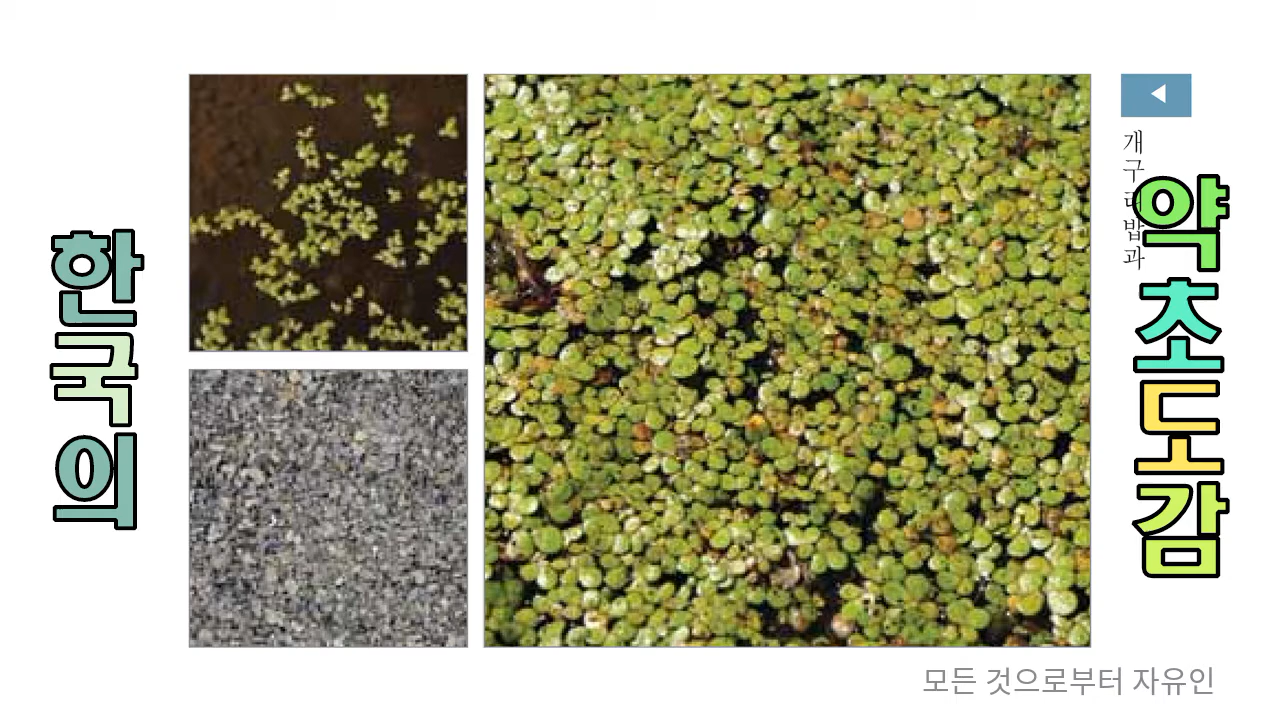 한국의
개구리밥과
약초도감
모든 것으로부터 자유인